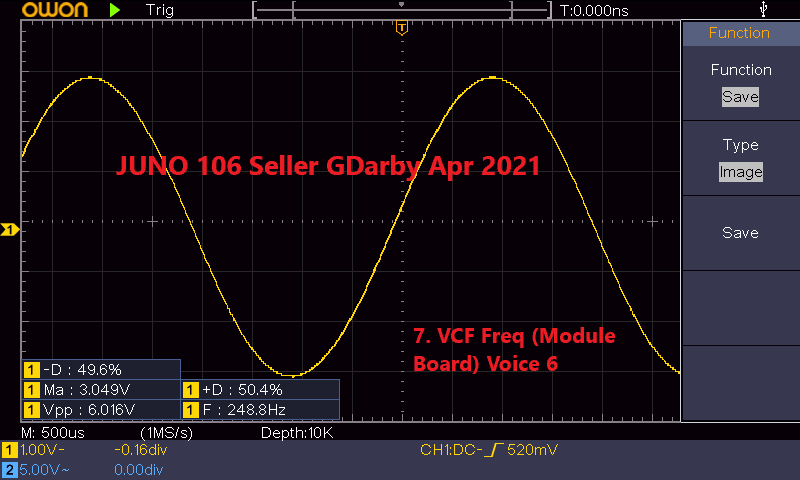 OWON Trig T:0.000ns
T
Function
Function
Save
Type
Image
Save
JUNO 106 Seller GDarby Apr 2021
1
7. VCF Freq (Module
Board) Voice 6
1 -D : 49.6%
1 Ma : 3.049V 1 +D : 50.4%
1 Vpp : 6.016V 1 F : 248.8Hz
M: 500us (1MS/s) Depth:10K
1 1.00V- -0.16div CH1:DC- 520mV
2 5.00V~ 0.00div